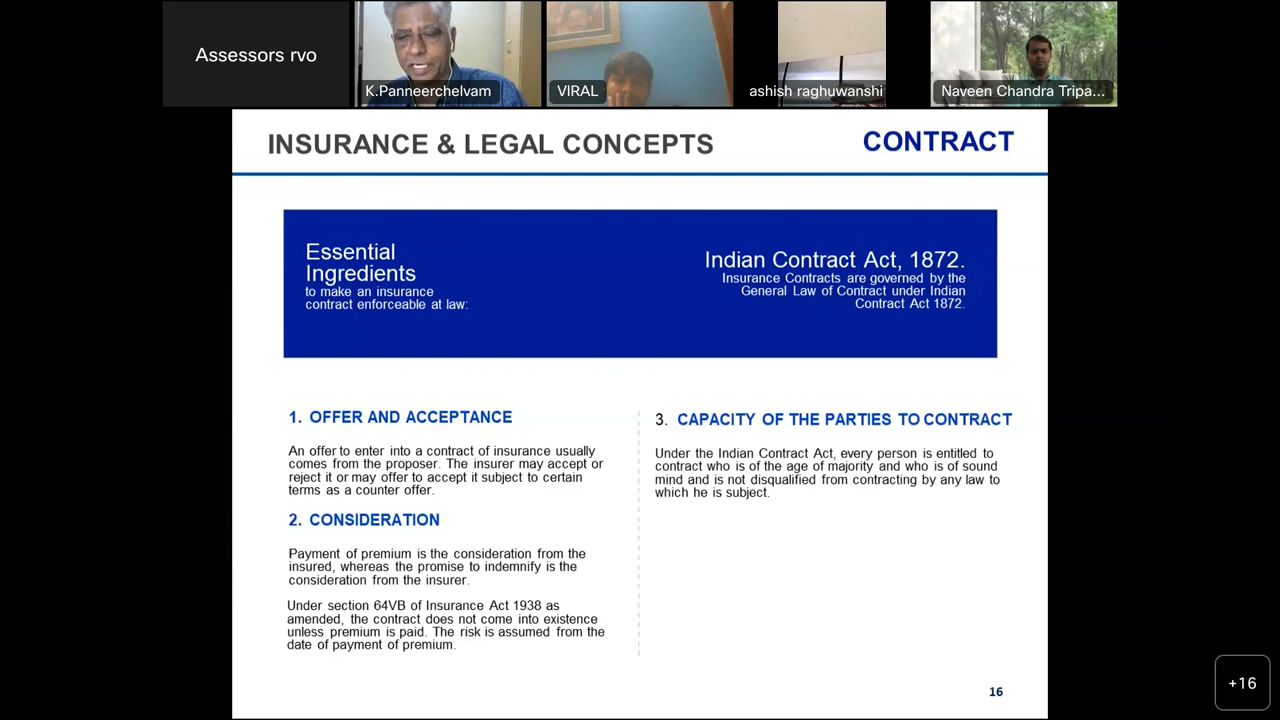 Assessors rvo
K.Panneerchelvam
VIRAL
ashish raghuwanshi
Naveen Chandra Tripa...
INSURANCE & LEGAL CONCEPTS
CONTRACT
Essential
Ingredients
to make an insurance
contract enforceable at law:
Indian Contract Act, 1872.
Insurance Contracts are governed by the
General Law of Contract under Indian
Contract Act 1872.
1. OFFER AND ACCEPTANCE
An offer to enter into a contract of insurance usually
comes from the proposer. The insurer may accept or
reject it or may offer to accept it subject to certain
terms as a counter offer.
2. CONSIDERATION
Payment of premium is the consideration from the
insured, whereas the promise to indemnify is the
consideration from the insurer.
Under section 64VB of Insurance Act 1938 as
amended, the contract does not come into existence
unless premium is paid. The risk is assumed from the
date of payment of premium.
3. CAPACITY OF THE PARTIES TO CONTRACT
Under the Indian Contract Act, every person is entitled to
contract who is of the age of majority and who is of sound
mind and is not disqualified from contracting by any law to
which he is subject.
16
+16